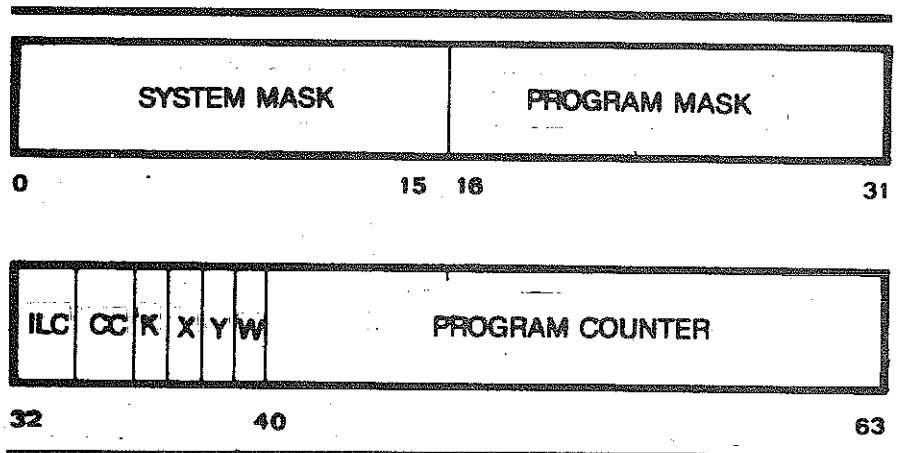 SYSTEM MASK PROGRAM MASK
0 15 16 31
ILC CC K X Y W PROGRAM COUNTER
32 40 63